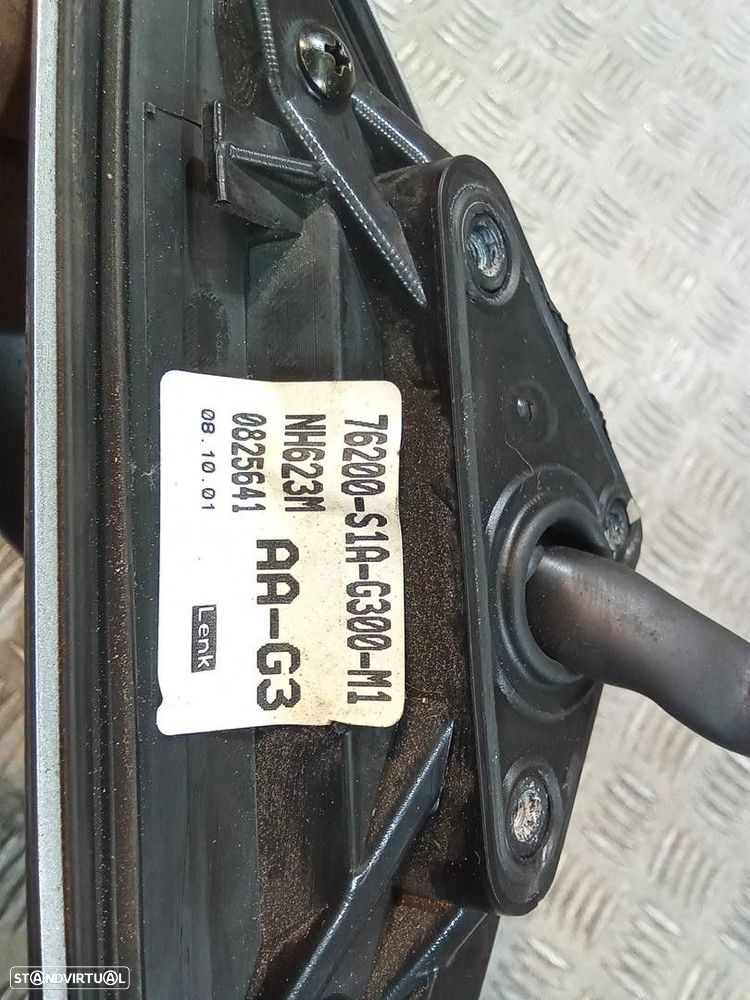 76200-S1A-G300-M1
NH623M
0825641 AA-G3
08.10.01 Lenk
STANDVIRTUAL